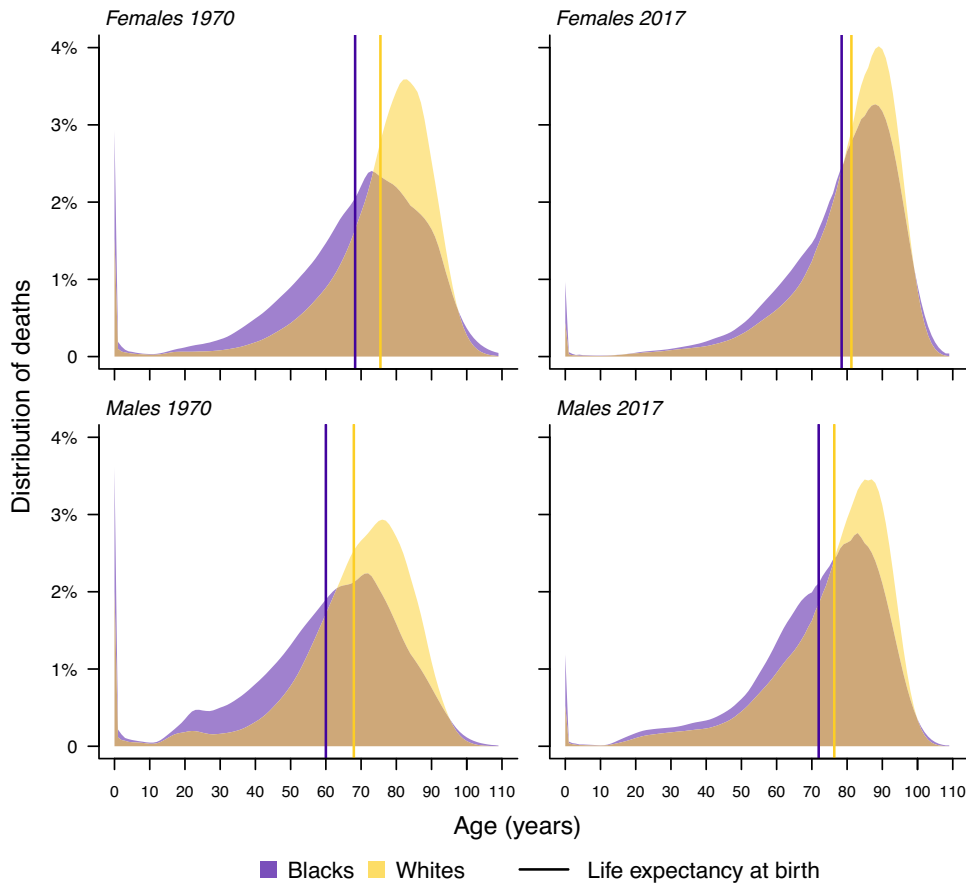 Females 1970
Females 2017
4%
3%
2%
1%
0
Distribution of deaths
Males 1970
Males 2017
4%
3%
2%
1%
0
0 10 20 30 40 50 60 70 80 90 100 110
0 10 20 30 40 50 60 70 80 90 100 110
Age (years)
Blacks Whites Life expectancy at birth